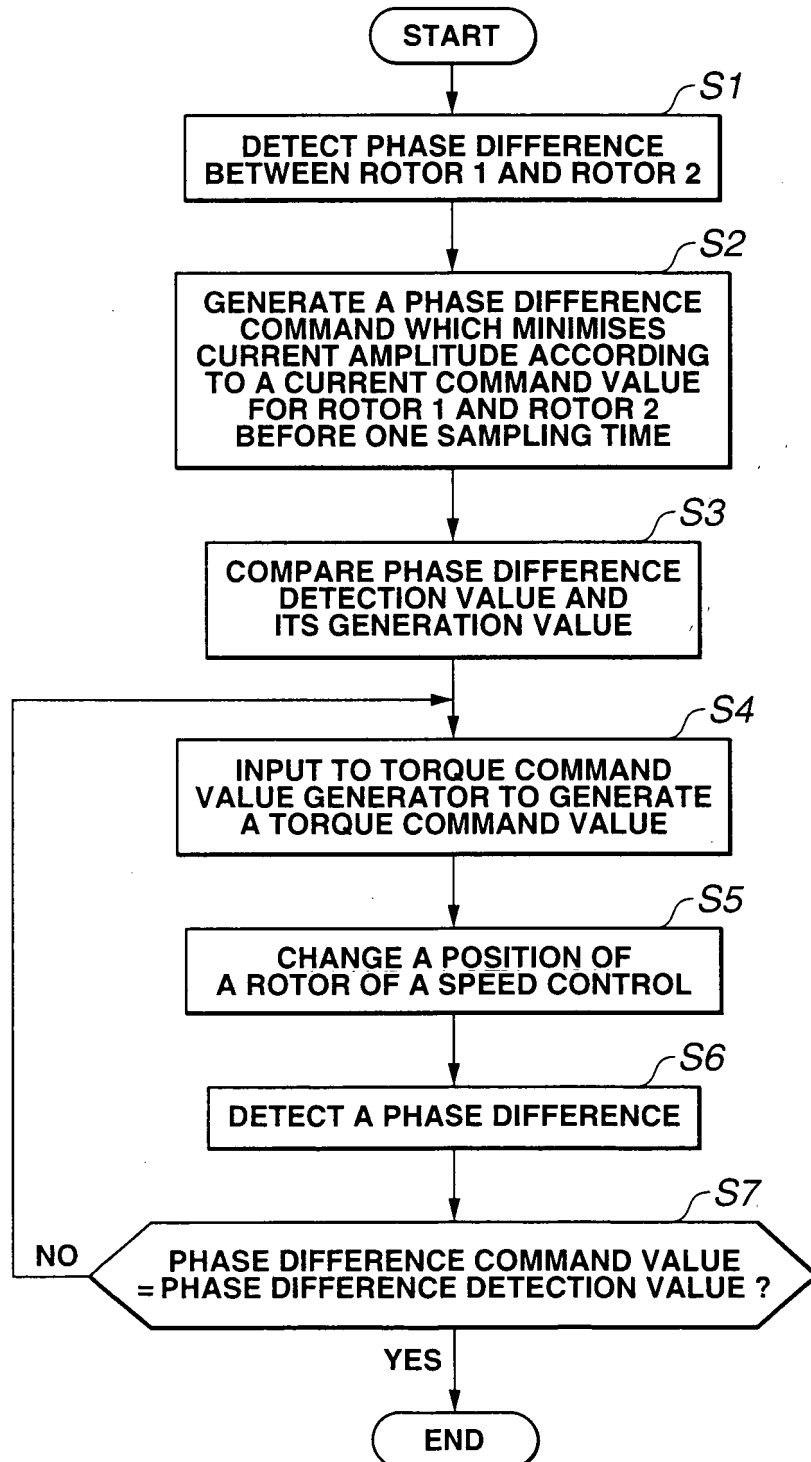 START
S1
DETECT PHASE DIFFERENCE
BETWEEN ROTOR 1 AND ROTOR 2
S2
GENERATE A PHASE DIFFERENCE
COMMAND WHICH MINIMISES
CURRENT AMPLITUDE ACCORDING
TO A CURRENT COMMAND VALUE
FOR ROTOR 1 AND ROTOR 2
BEFORE ONE SAMPLING TIME
S3
COMPARE PHASE DIFFERENCE
DETECTION VALUE AND
ITS GENERATION VALUE
S4
INPUT TO TORQUE COMMAND
VALUE GENERATOR TO GENERATE
A TORQUE COMMAND VALUE
S5
CHANGE A POSITION OF
A ROTOR OF A SPEED CONTROL
S6
DETECT A PHASE DIFFERENCE
S7
NO
PHASE DIFFERENCE COMMAND VALUE
= PHASE DIFFERENCE DETECTION VALUE ?
YES
END